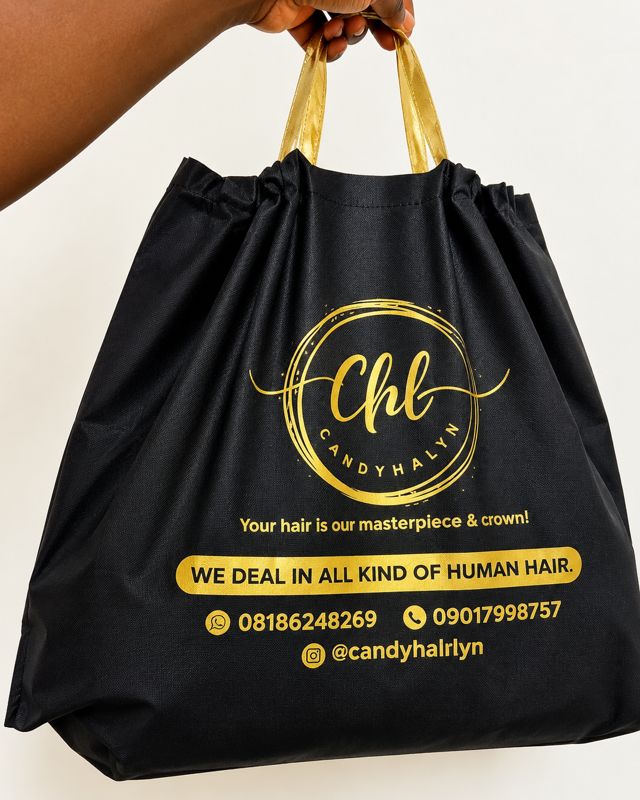 Chl
CANDYHALYN
Your hair is our masterpiece & crown!
WE DEAL IN ALL KIND OF HUMAN HAIR.
08186248269 09017998757
@candyhalrlyn